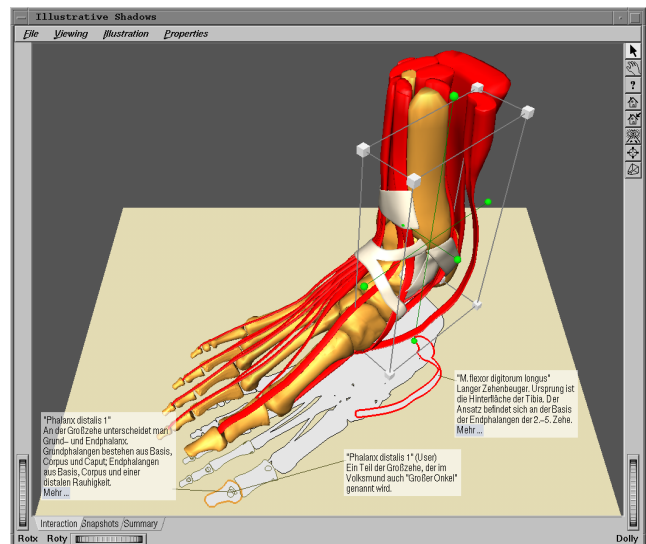 Illustrative Shadows
File Viewing Illustration Properties
?
"M.flexor digitorum longus"
Langer Zehenbeuger. Ursprung ist
die Hinterfläche der Tibia. Der
Ansatz befindet sich an der Basis
der Endphalangen der 2.–5. Zehe.
Mehr ...
"Phalanx distalis 1"
An der Großzehe unterscheidet man
Grund– und Endphalanx.
Grundphalangen bestehen aus Basis,
Corpus und Caput; Endphalangen
aus Basis, Corpus und einer
distalen Rauhigkeit.
Mehr ...
"Phalanx distalis 1" (User)
Ein Teil der Großzehe, der im
Volksmund auch "Großer Onkel"
genannt wird.
Interaction Snapshots Summary
Rotx Roty Dolly